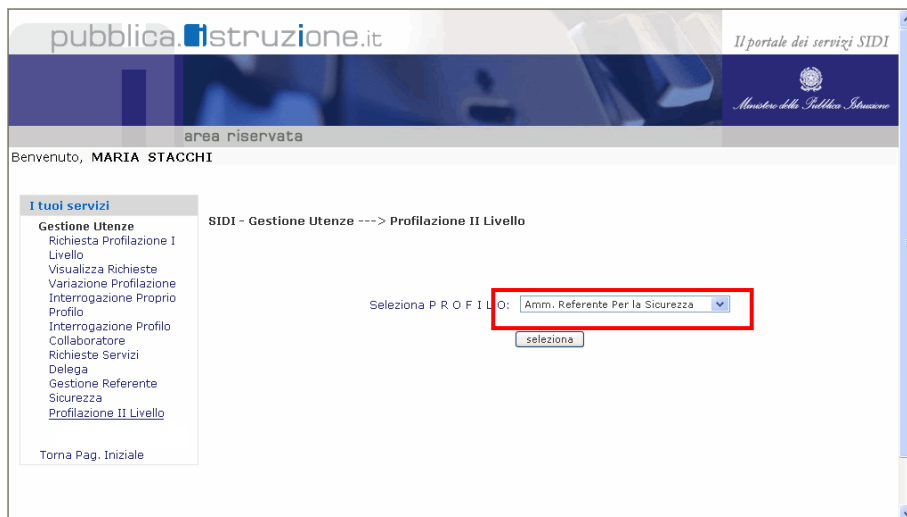 pubblica.istruzione.it
Il portale dei servizi SIDI
Ministero della Pubblica Istruzione
area riservata
Benvenuto, MARIA STACCHI
I tuoi servizi
Gestione Utenze
Richiesta Profilazione I
Livello
Visualizza Richieste
Variazione Profilazione
Interrogazione Proprio
Profilo
Interrogazione Profilo
Collaboratore
Richieste Servizi
Delega
Gestione Referente
Sicurezza
Profilazione II Livello
Torna Pag. Iniziale
SIDI - Gestione Utenze ---> Profilazione II Livello
Seleziona P R O F I L O: Amm. Referente Per la Sicurezza
seleziona